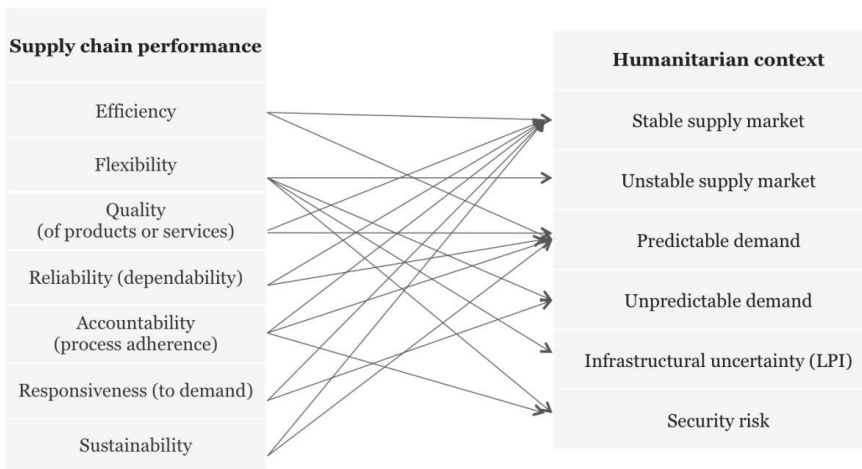 Supply chain performance
Efficiency
Flexibility
Quality
(of products or services)
Reliability (dependability)
Accountability
(process adherence)
Responsiveness (to demand)
Sustainability
Humanitarian context
Stable supply market
Unstable supply market
Predictable demand
Unpredictable demand
Infrastructural uncertainty (LPI)
Security risk